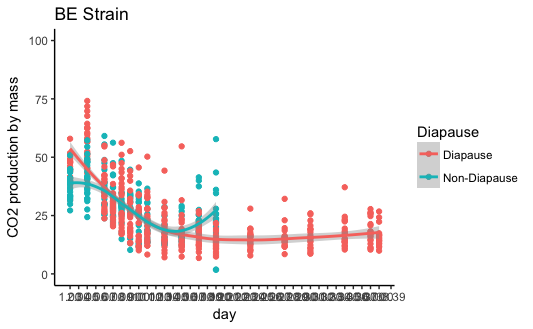 BE Strain
100
75
50
25
0
CO2 production by mass
day
Diapause
Diapause
Non-Diapause